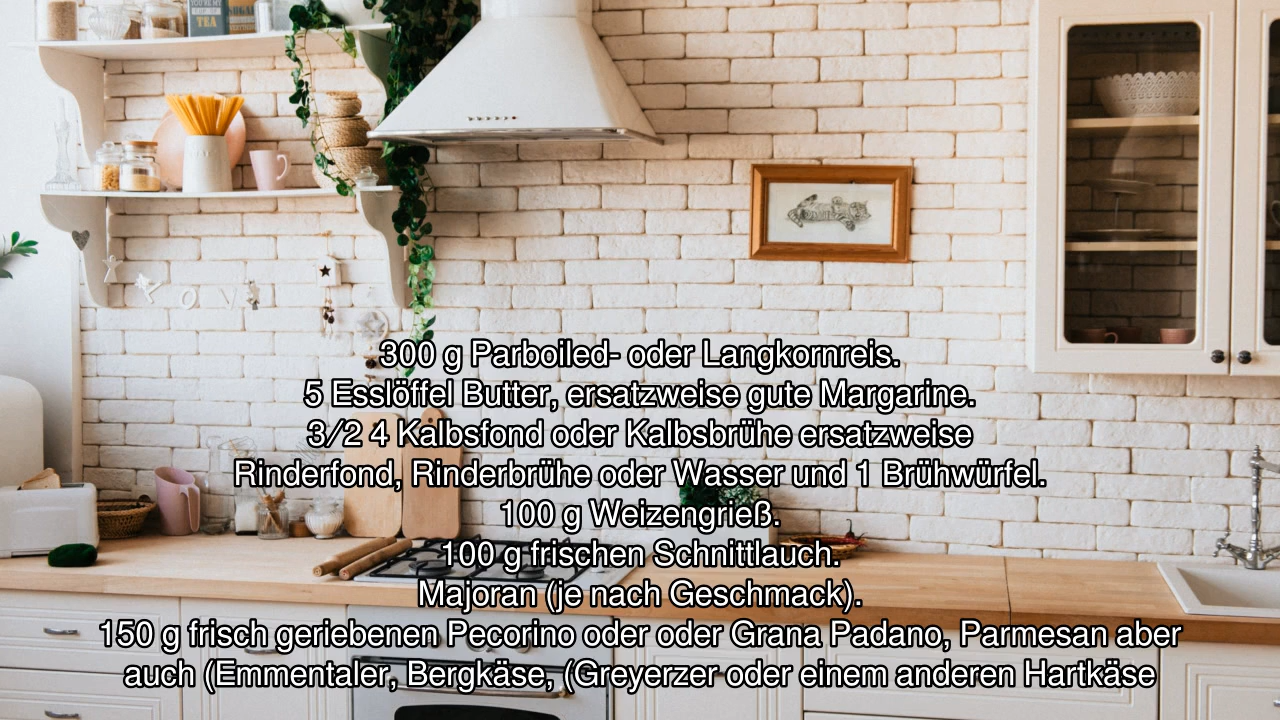 TEA
300 g Parboiled- oder Langkornreis.
5 Esslöffel Butter, ersatzweise gute Margarine.
3/2 4 Kalbsfond oder Kalbsbrühe ersatzweise
Rinderfond, Rinderbrühe oder Wasser und 1 Brühwürfel.
100 g Weizengrieß.
100 g frischen Schnittlauch.
Majoran (je nach Geschmack).
150 g frisch geriebenen Pecorino oder oder Grana Padano, Parmesan aber
auch (Emmentaler, Bergkäse, (Greyerzer oder einem anderen Hartkäse